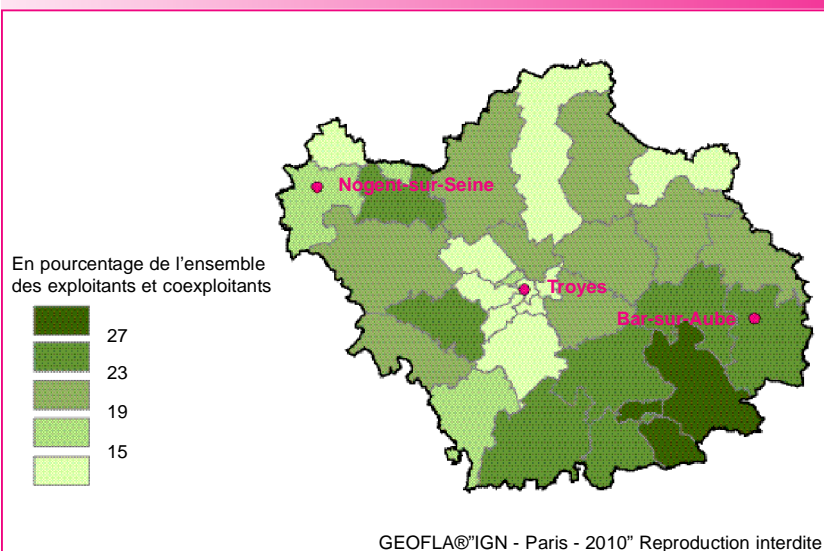 Nogent-sur-Seine
En pourcentage de l'ensemble
des exploitants et coexploitants
Troyes
Bar-sur-Aube
27
23
19
15
GEOFLA®"IGN - Paris - 2010" Reproduction interdite